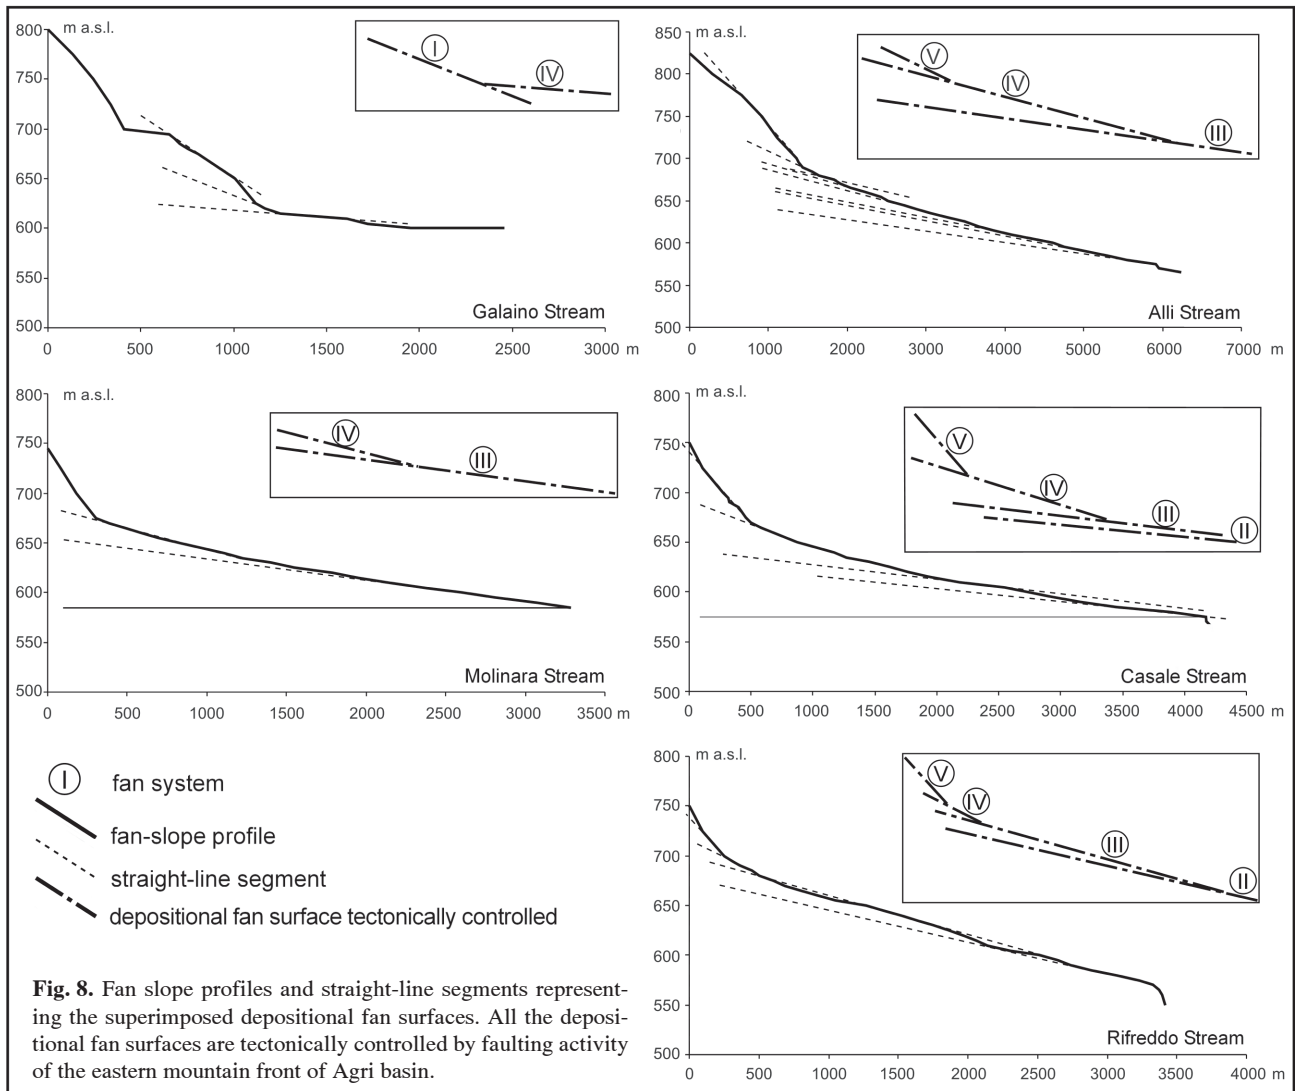 800
m a.s.l.
750
700
650
600
550
500
0 500 1000 1500 2000 2500 3000 m
I
IV
Galaino Stream
850
m a.s.l.
800
750
700
650
600
550
500
0 1000 2000 3000 4000 5000 6000 7000 m
V
IV
III
Alli Stream
800
m a.s.l.
750
700
650
600
550
500
0 500 1000 1500 2000 2500 3000 3500 m
IV
III
Molinara Stream
800
m a.s.l.
750
700
650
600
550
500
0 500 1000 1500 2000 2500 3000 3500 4000 4500 m
V
IV
III
II
Casale Stream
I fan system
fan-slope profile
straight-line segment
depositional fan surface tectonically controlled
800
m a.s.l.
750
700
650
600
550
500
0 500 1000 1500 2000 2500 3000 3500 4000 m
V
IV
III
II
Rifreddo Stream
Fig. 8. Fan slope profiles and straight-line segments represent-
ing the superimposed depositional fan surfaces. All the deposi-
tional fan surfaces are tectonically controlled by faulting activity
of the eastern mountain front of Agri basin.